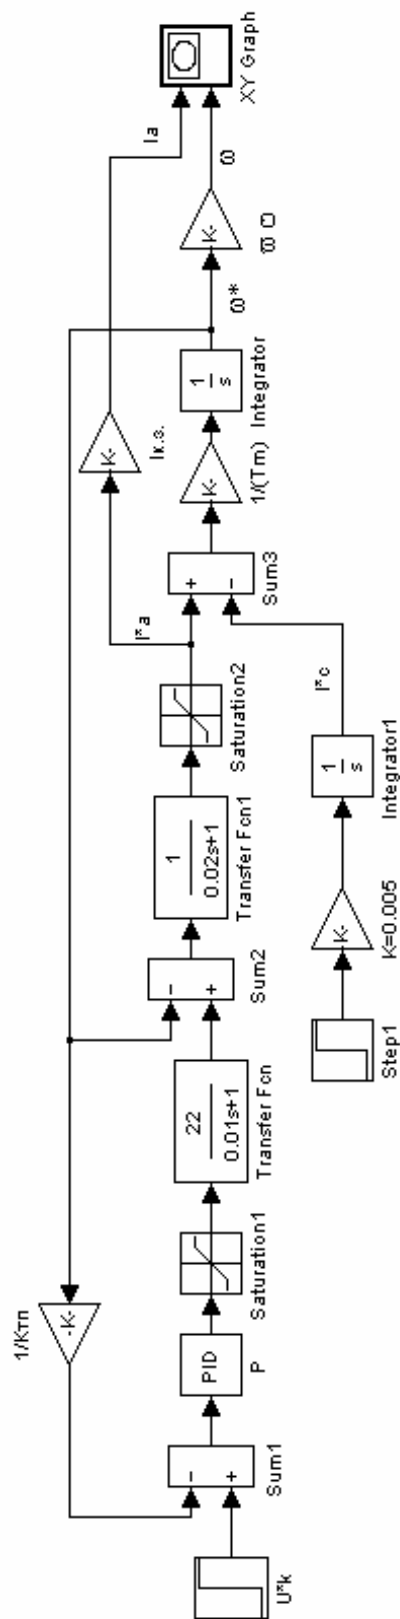 1/Kтп
-K-
U*k
-
+
Sum1
PID
P
Saturation1
22
0.01s+1
Transfer Fcn
-
+
Sum2
1
0.02s+1
Transfer Fcn1
Saturation2
I*a
K-
Iк.з.
Ia
+
-
Sum3
K-
1/(Tm)
1
s
Integrator
ω*
K-
ω
XY Graph
Step1
K-
K=0.005
1
s
Integrator1
I*c